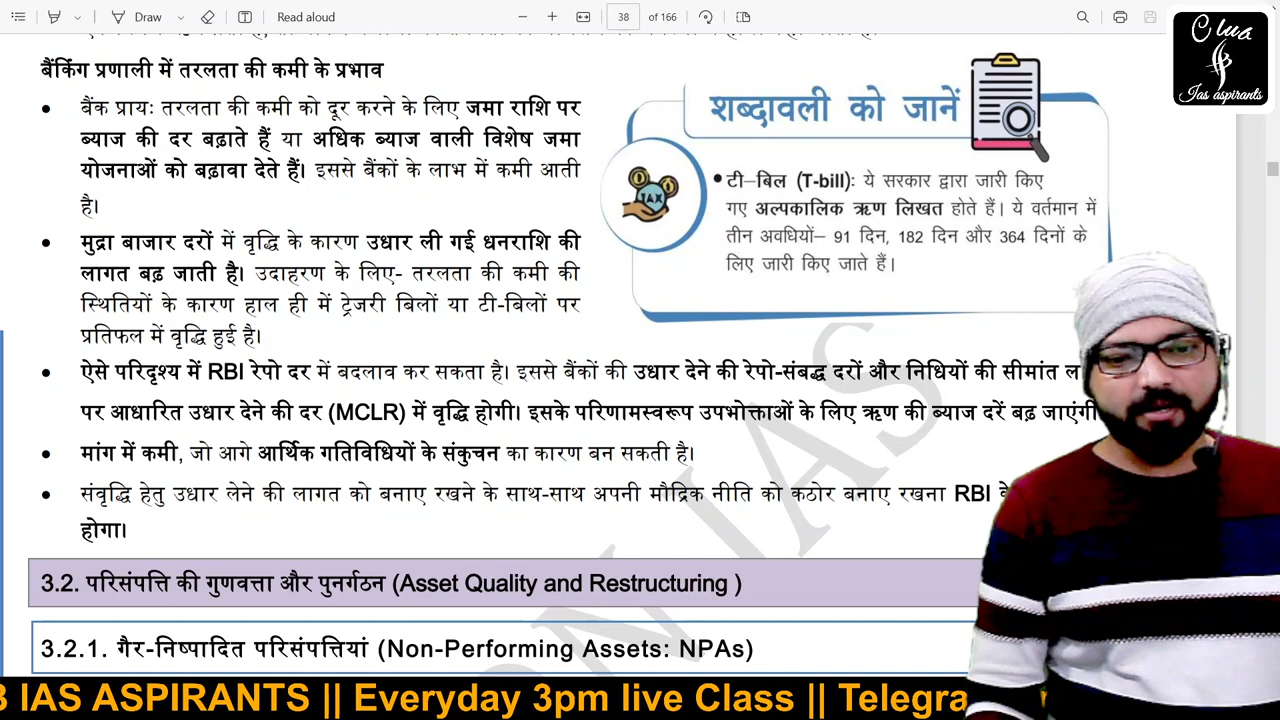 Draw
Read aloud
38
of 166
Clua
Ias aspirants
बैंकिंग प्रणाली में तरलता की कमी के प्रभाव
• बैंक प्रायः तरलता की कमी को दूर करने के लिए जमा राशि पर
ब्याज की दर बढ़ाते हैं या अधिक ब्याज वाली विशेष जमा
योजनाओं को बढ़ावा देते हैं। इससे बैंकों के लाभ में कमी आती
है।
• मुद्रा बाजार दरों में वृद्धि के कारण उधार ली गई धनराशि की
लागत बढ़ जाती है। उदाहरण के लिए- तरलता की कमी की
स्थितियों के कारण हाल ही में ट्रेजरी बिलों या टी-बिलों पर
प्रतिफल में वृद्धि हुई है।
शब्दावली को जानें
TAX
• टी–बिल (T-bill): ये सरकार द्वारा जारी किए
गए अल्पकालिक ऋण लिखत होते हैं। ये वर्तमान में
तीन अवधियों– 91 दिन, 182 दिन और 364 दिनों के
लिए जारी किए जाते हैं।
• ऐसे परिदृश्य में RBI रेपो दर में बदलाव कर सकता है। इससे बैंकों की उधार देने की रेपो-संबद्ध दरों और निधियों की सीमांत
पर आधारित उधार देने की दर (MCLR) में वृद्धि होगी। इसके परिणामस्वरूप उपभोक्ताओं के लिए ऋण की ब्याज दरें बढ़ जाएंगी
• मांग में कमी, जो आगे आर्थिक गतिविधियों के संकुचन का कारण बन सकती है।
• संवृद्धि हेतु उधार लेने की लागत को बनाए रखने के साथ-साथ अपनी मौद्रिक नीति को कठोर बनाए रखना RBI
होगा।
3.2. परिसंपत्ति की गुणवत्ता और पुनर्गठन (Asset Quality and Restructuring )
3.2.1. गैर-निष्पादित परिसंपत्तियां (Non-Performing Assets: NPAs)
IAS ASPIRANTS || Everyday 3pm live Class || Telegra